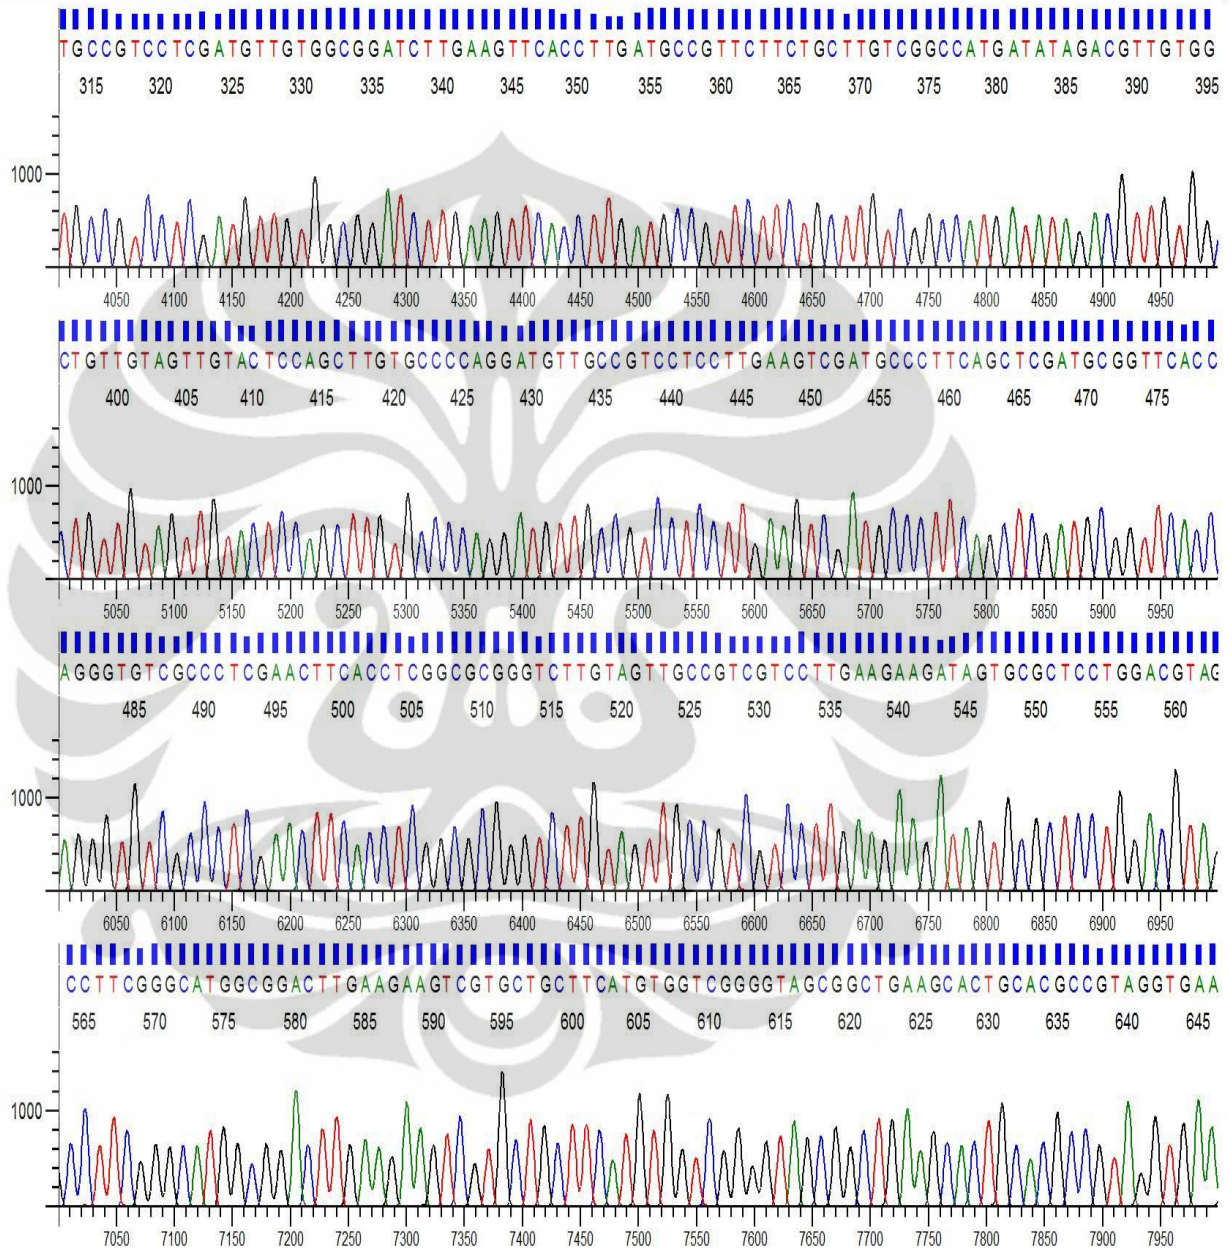 TGCCGTCCTCGATGTTGTGGCGGATCTTGAAGTTCACCTTGATGCCGTTCTTCTGCTTGTCGGCCATGATATAGACGTTGTGG
315 320 325 330 335 340 345 350 355 360 365 370 375 380 385 390 395
1000
4050 4100 4150 4200 4250 4300 4350 4400 4450 4500 4550 4600 4650 4700 4750 4800 4850 4900 4950
CTGTTGTAGTTGTACTCCAGCTTGTGCCCCAGGATGTTGCCGTCCTCCTTGAAGTCGATGCCCTTCAGCTCGATGCGGTTCACC
400 405 410 415 420 425 430 435 440 445 450 455 460 465 470 475
1000
5050 5100 5150 5200 5250 5300 5350 5400 5450 5500 5550 5600 5650 5700 5750 5800 5850 5900 5950
AGGGTGTCGCCCTCGAACTTCACCTCGGCGCGGGTCTTGTAGTTGCCGTCGTCCTTGAAGAAGATAGTGCGCTCCTGGACGTAG
485 490 495 500 505 510 515 520 525 530 535 540 545 550 555 560
1000
6050 6100 6150 6200 6250 6300 6350 6400 6450 6500 6550 6600 6650 6700 6750 6800 6850 6900 6950
CCTTCGGGCATGGCGGACTTGAAGAAGTCGTGCTGCTTCATGTGGTCGGGGTAGCGGCTGAAGCACTGCACGCCGTAGGTGAA
565 570 575 580 585 590 595 600 605 610 615 620 625 630 635 640 645
1000
7050 7100 7150 7200 7250 7300 7350 7400 7450 7500 7550 7600 7650 7700 7750 7800 7850 7900 7950